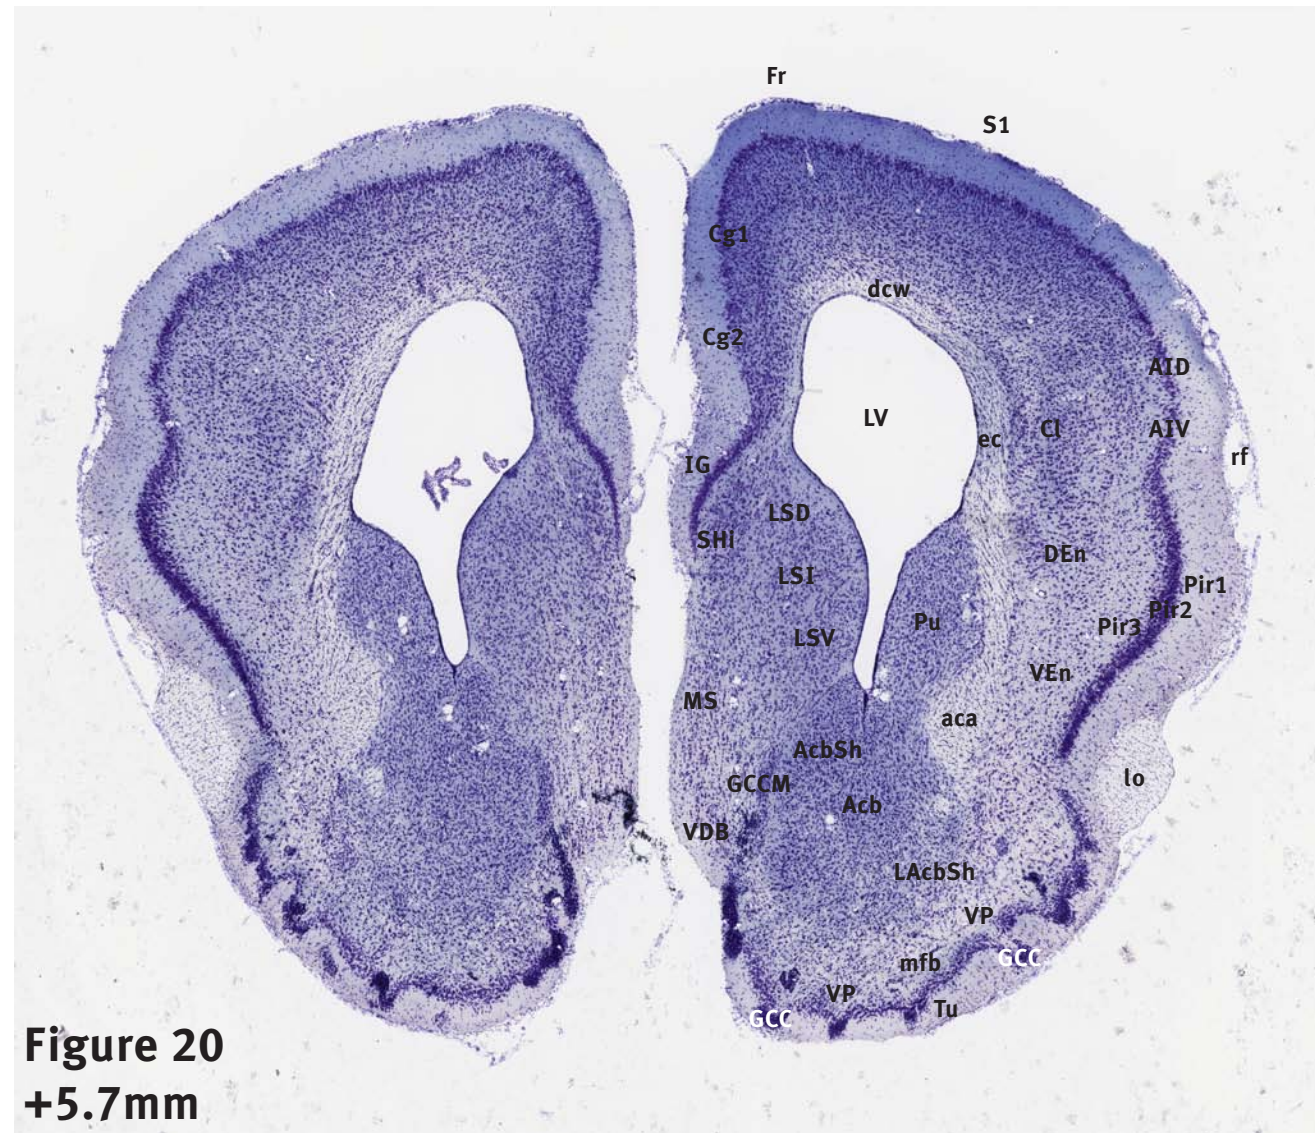 Fr
S1
Cg1
dcw
Cg2
AID
LV
Cl
AIV
ec
rf
IG
LSD
SHi
DEn
LSI
Pir1
Pir2
Pu
Pir3
LSV
VEn
MS
aca
AcbSh
lo
GCCM
Acb
VDB
LAcbSh
VP
GCC
mfb
VP
Tu
GCC
Figure 20
+5.7mm